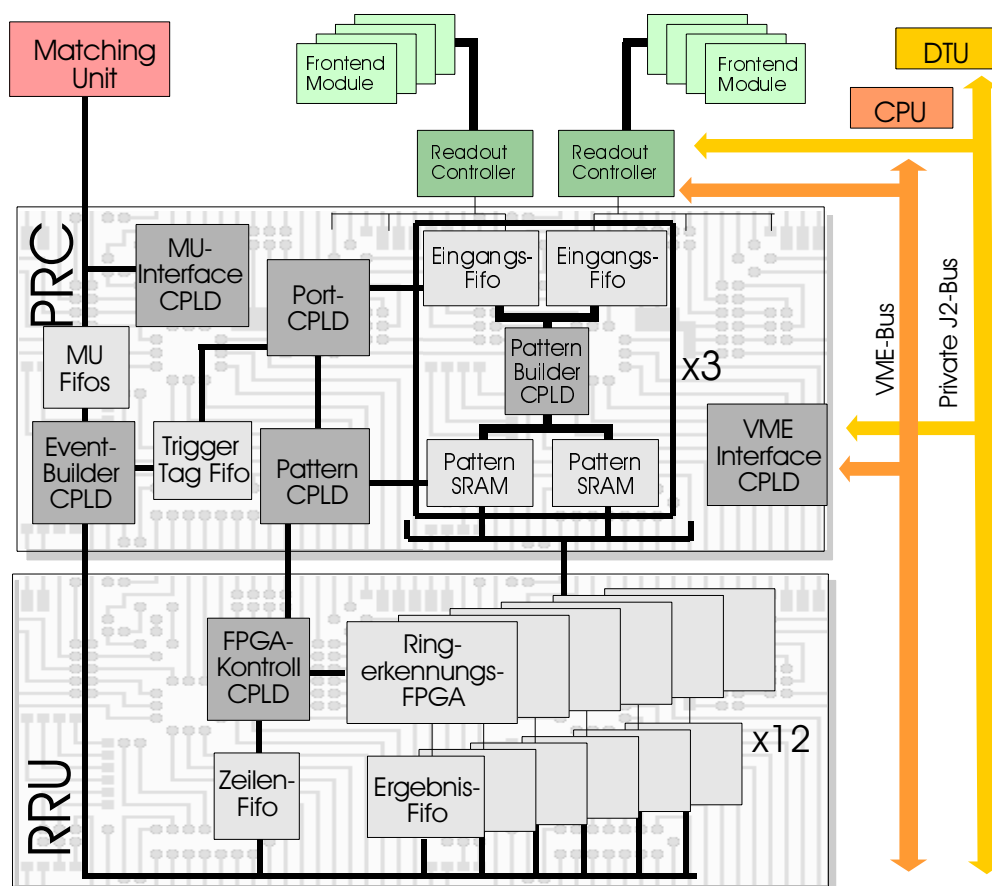 Matching
Unit
Frontend
Module
Frontend
Module
DTU
CPU
Readout
Controller
Readout
Controller
PRC
MU-
Interface
CPLD
Port-
CPLD
Eingangs-
Fifo
Eingangs-
Fifo
Pattern
Builder
CPLD
x3
VME-Bus
Private J2-Bus
MU
Fifos
Event-
Builder
CPLD
Trigger
Tag Fifo
Pattern
CPLD
Pattern
SRAM
Pattern
SRAM
VME
Interface
CPLD
RRU
FPGA-
Kontroll
CPLD
Ring-
erkennungs-
FPGA
x12
Zeilen-
Fifo
Ergebnis-
Fifo